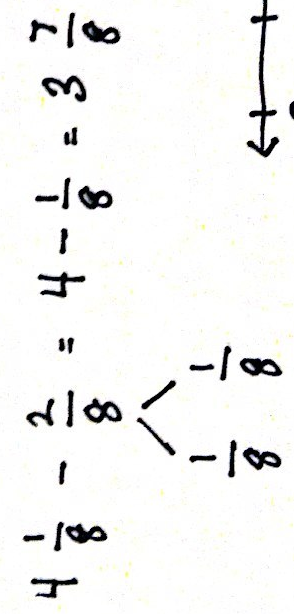 4 1/8 - 2/8 = 4 - 1/8 = 3 7/8
1/8 1/8